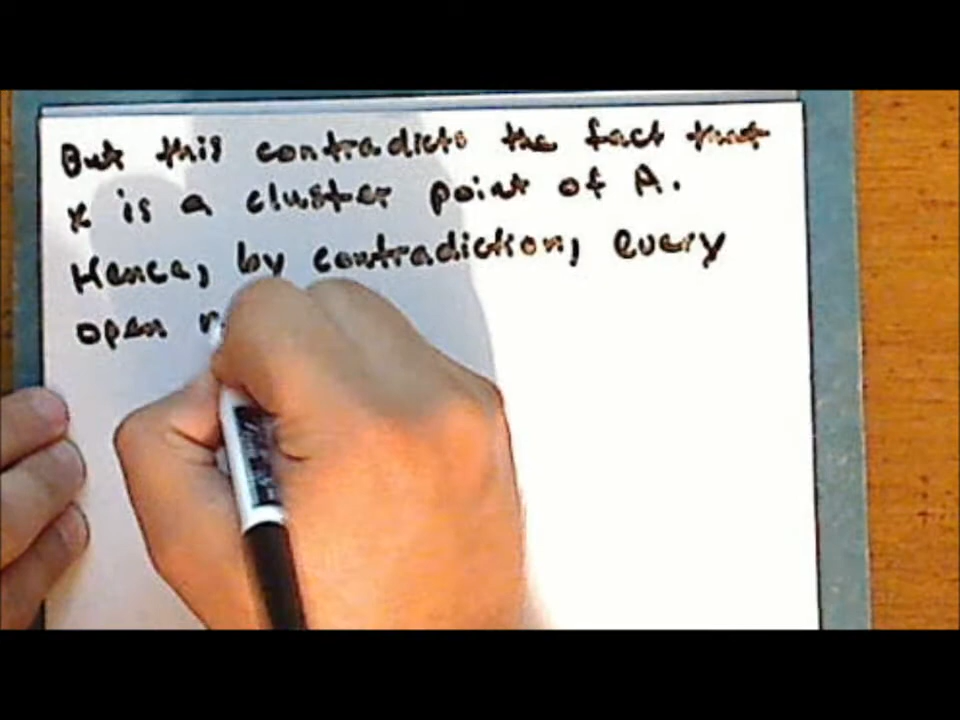 But this contradicts the fact that
x is a cluster point of A.
Hence, by contradiction, every
open n